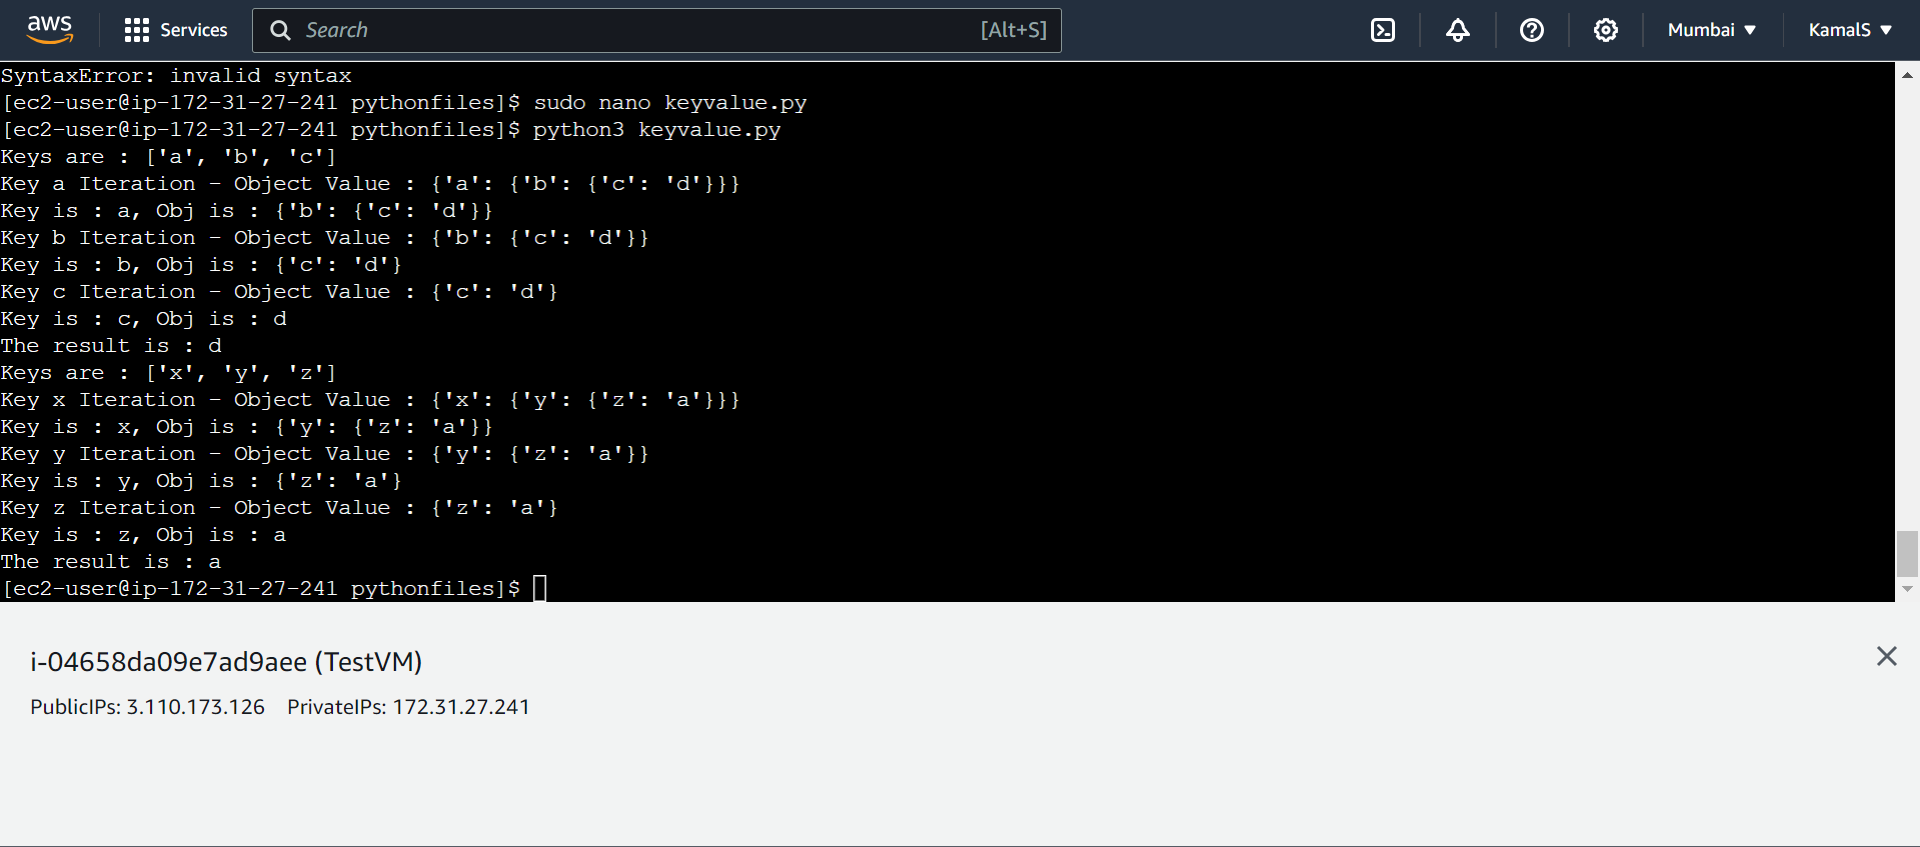 aws Services Search [Alt+S] Mumbai KamalS
SyntaxError: invalid syntax
[ec2-user@ip-172-31-27-241 pythonfiles]$ sudo nano keyvalue.py
[ec2-user@ip-172-31-27-241 pythonfiles]$ python3 keyvalue.py
Keys are : ['a', 'b', 'c']
Key a Iteration - Object Value : {'a': {'b': {'c': 'd'}}}
Key is : a, Obj is : {'b': {'c': 'd'}}
Key b Iteration - Object Value : {'b': {'c': 'd'}}
Key is : b, Obj is : {'c': 'd'}
Key c Iteration - Object Value : {'c': 'd'}
Key is : c, Obj is : d
The result is : d
Keys are : ['x', 'y', 'z']
Key x Iteration - Object Value : {'x': {'y': {'z': 'a'}}}
Key is : x, Obj is : {'y': {'z': 'a'}}
Key y Iteration - Object Value : {'y': {'z': 'a'}}
Key is : y, Obj is : {'z': 'a'}
Key z Iteration - Object Value : {'z': 'a'}
Key is : z, Obj is : a
The result is : a
[ec2-user@ip-172-31-27-241 pythonfiles]$
i-04658da09e7ad9aee (TestVM)
PublicIPs: 3.110.173.126 PrivateIPs: 172.31.27.241